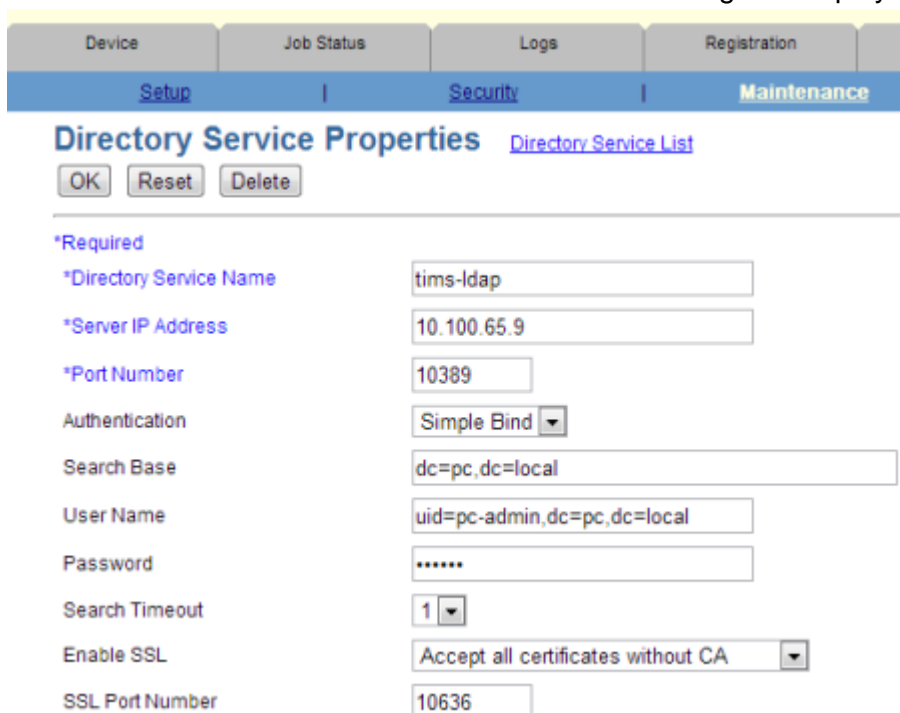 Device Job Status Logs Registration
Setup | Security | Maintenance
Directory Service Properties Directory Service List
OK Reset Delete
*Required
*Directory Service Name tims-ldap
*Server IP Address 10.100.65.9
*Port Number 10389
Authentication Simple Bind
Search Base dc=pc,dc=local
User Name uid=pc-admin,dc=pc,dc=local
Password ••••••
Search Timeout 1
Enable SSL Accept all certificates without CA
SSL Port Number 10636